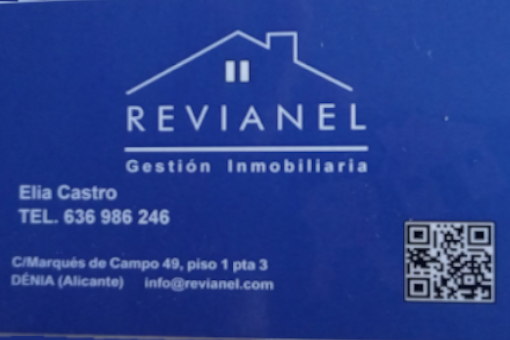 REVIANEL
Gestión Inmobiliaria
Elia Castro
TEL. 636 986 246
C/Marqués de Campo 49, piso 1 pta 3
DÉNIA (Alicante) info@revianel.com